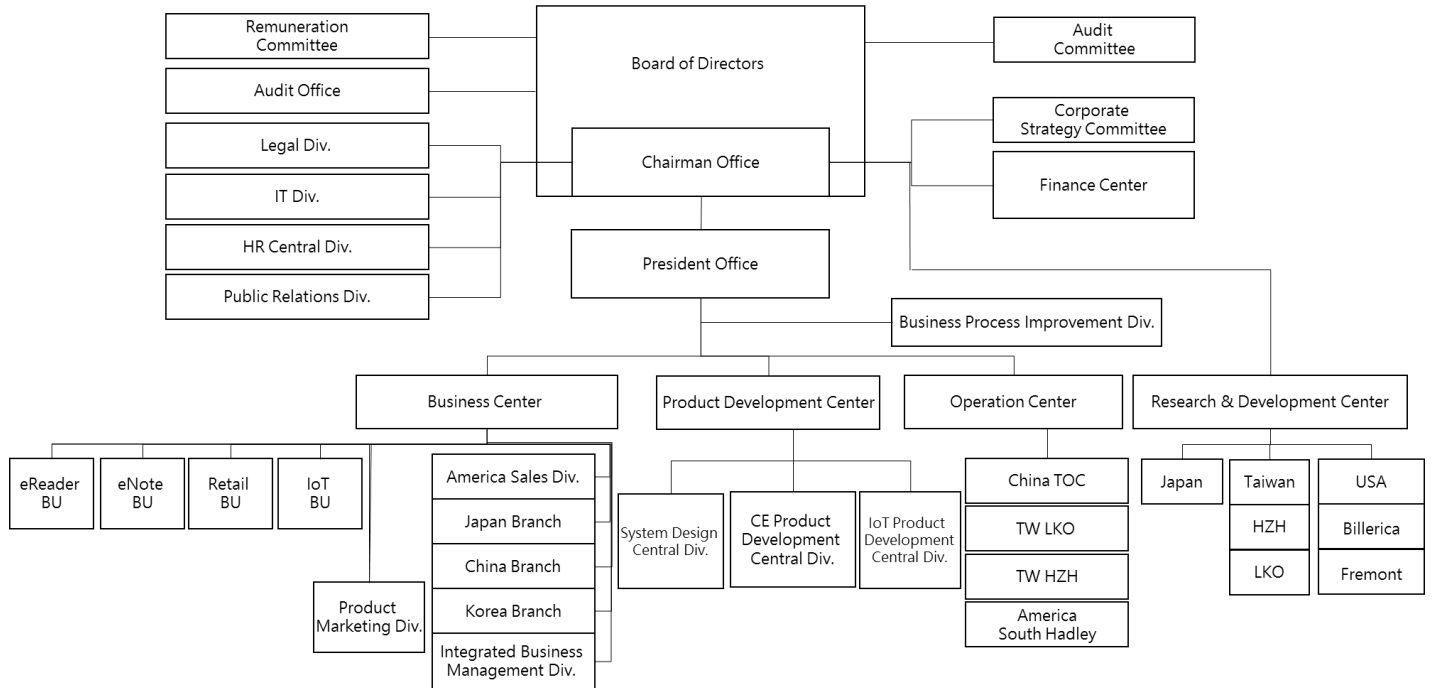 Remuneration
Committee
Audit Office
Legal Div.
IT Div.
HR Central Div.
Public Relations Div.
Board of Directors
Chairman Office
President Office
Audit
Committee
Corporate
Strategy Committee
Finance Center
Business Process Improvement Div.
Business Center
Product Development Center
Operation Center
Research & Development Center
eReader
BU
eNote
BU
Retail
BU
IoT
BU
Product
Marketing Div.
America Sales Div.
Japan Branch
China Branch
Korea Branch
Integrated Business
Management Div.
System Design
Central Div.
CE Product
Development
Central Div.
IoT Product
Development
Central Div.
China TOC
TW LKO
TW HZH
America
South Hadley
Japan
Taiwan
HZH
LKO
USA
Billerica
Fremont